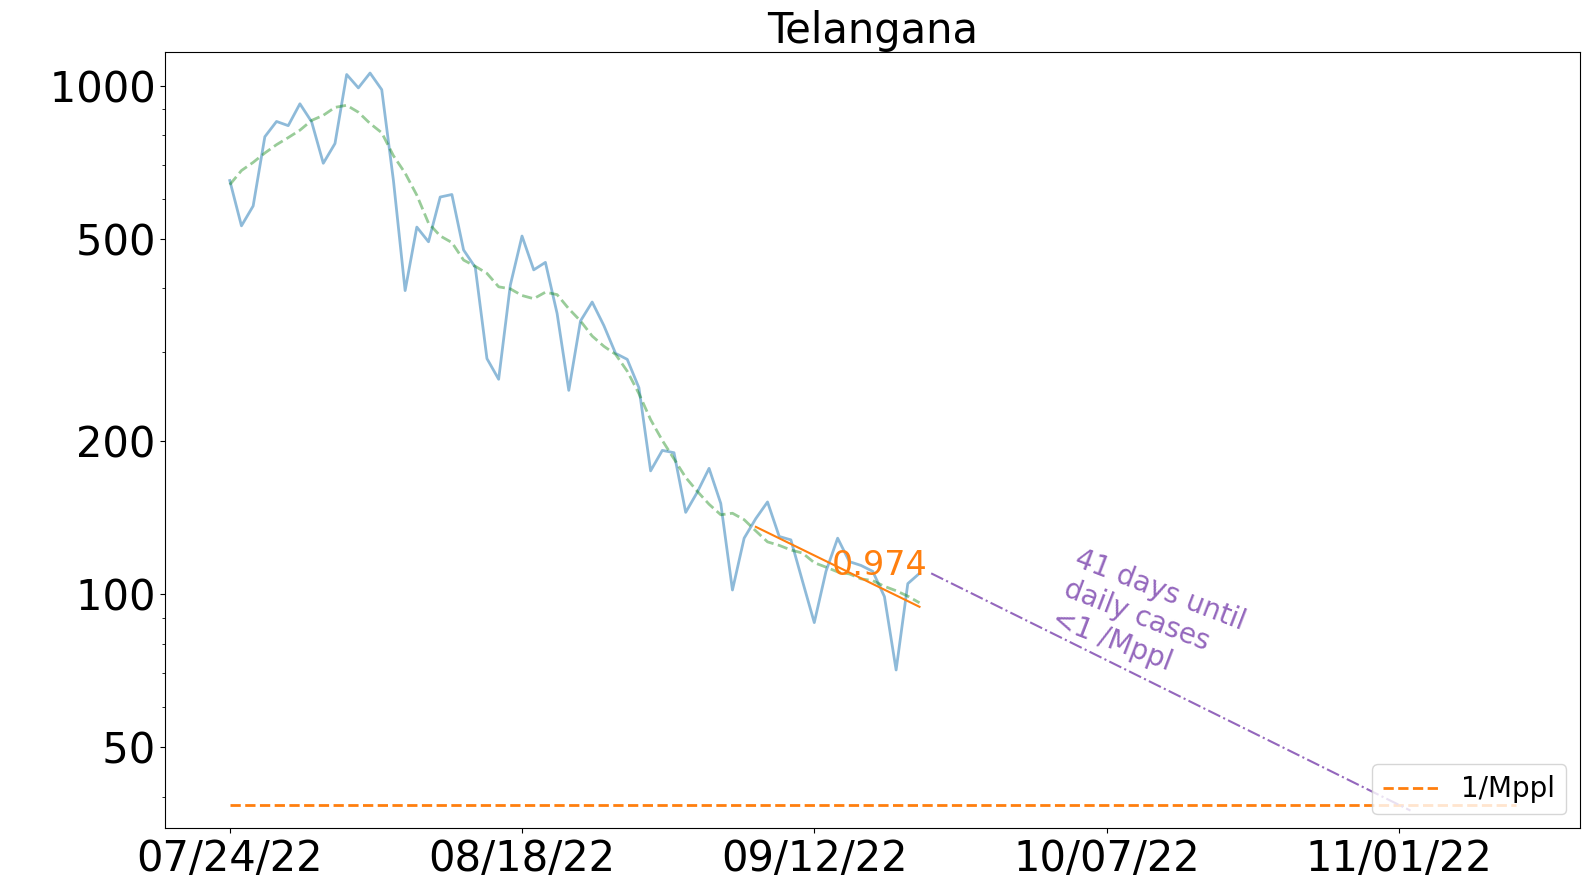 Telangana
1000
500
200
100
50
0.974
41 days until
daily cases
<1 /Mppl
1/Mppl
07/24/22
08/18/22
09/12/22
10/07/22
11/01/22